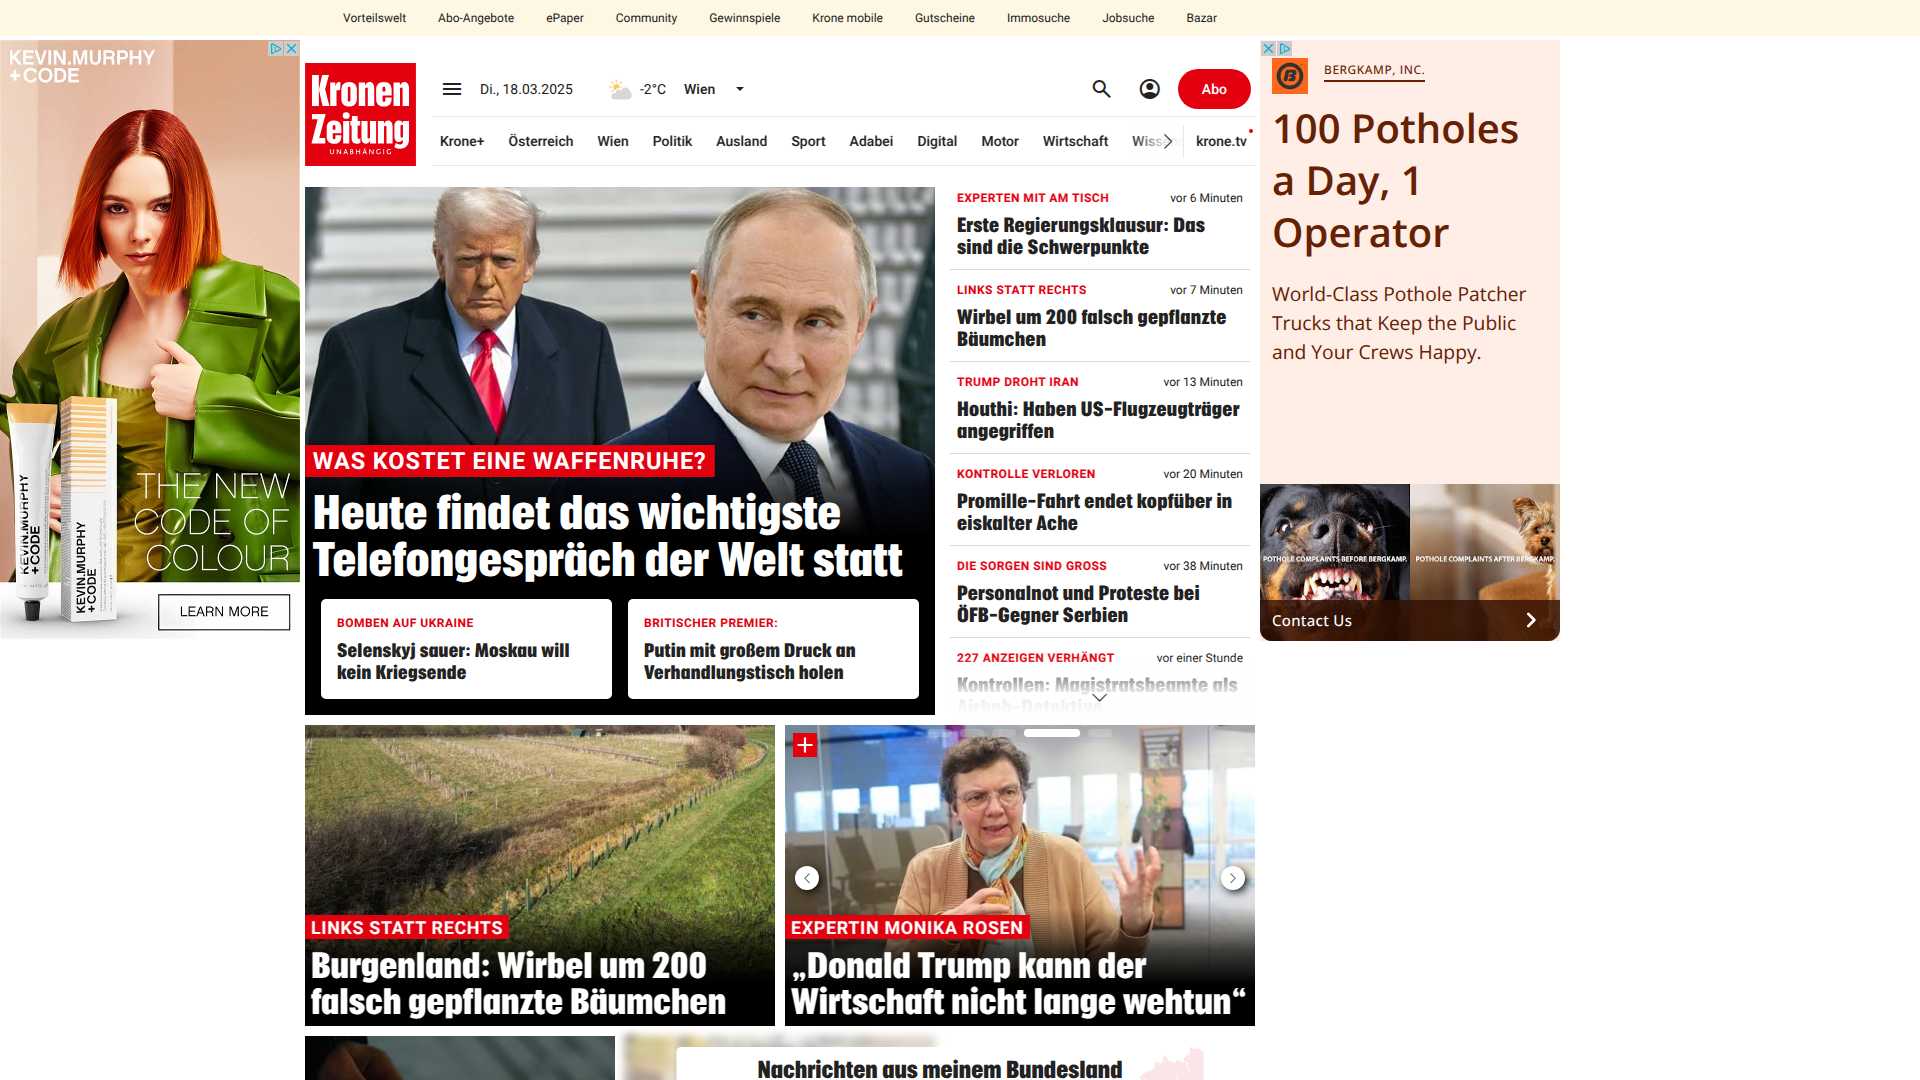 Vorteilswelt Abo-Angebote ePaper Community Gewinnspiele Krone mobile Gutscheine Immosuche Jobsuche Bazar
KEVIN.MURPHY
+CODE
THE NEW
CODE OF
COLOUR
KEVIN.MURPHY
+CODE
KEVIN.MURPHY
+CODE
LEARN MORE
Kronen
Zeitung
UNABHÄNGIG
Di., 18.03.2025 -2°C Wien
Abo
Krone+ Österreich Wien Politik Ausland Sport Adabei Digital Motor Wirtschaft Wiss krone.tv
WAS KOSTET EINE WAFFENRUHE?
Heute findet das wichtigste
Telefongespräch der Welt statt
BOMBEN AUF UKRAINE
Selenskyj sauer: Moskau will
kein Kriegsende
BRITISCHER PREMIER:
Putin mit großem Druck an
Verhandlungstisch holen
EXPERTEN MIT AM TISCH vor 6 Minuten
Erste Regierungsklausur: Das
sind die Schwerpunkte
LINKS STATT RECHTS vor 7 Minuten
Wirbel um 200 falsch gepflanzte
Bäumchen
TRUMP DROHT IRAN vor 13 Minuten
Houthi: Haben US-Flugzeugträger
angegriffen
KONTROLLE VERLOREN vor 20 Minuten
Promille-Fahrt endet kopfüber in
eiskalter Ache
DIE SORGEN SIND GROSS vor 38 Minuten
Personalnot und Proteste bei
ÖFB-Gegner Serbien
227 ANZEIGEN VERHÄNGT vor einer Stunde
Kontrollen: Magistratsbeamte als
Airbnb-Detektive
BERGKAMP, INC.
100 Potholes
a Day, 1
Operator
World-Class Pothole Patcher
Trucks that Keep the Public
and Your Crews Happy.
POTHOLE COMPLAINTS BEFORE BERGKAMP.
POTHOLE COMPLAINTS AFTER BERGKAMP.
Contact Us
LINKS STATT RECHTS
Burgenland: Wirbel um 200
falsch gepflanzte Bäumchen
EXPERTIN MONIKA ROSEN
„Donald Trump kann der
Wirtschaft nicht lange wehtun“
Nachrichten aus meinem Bundesland